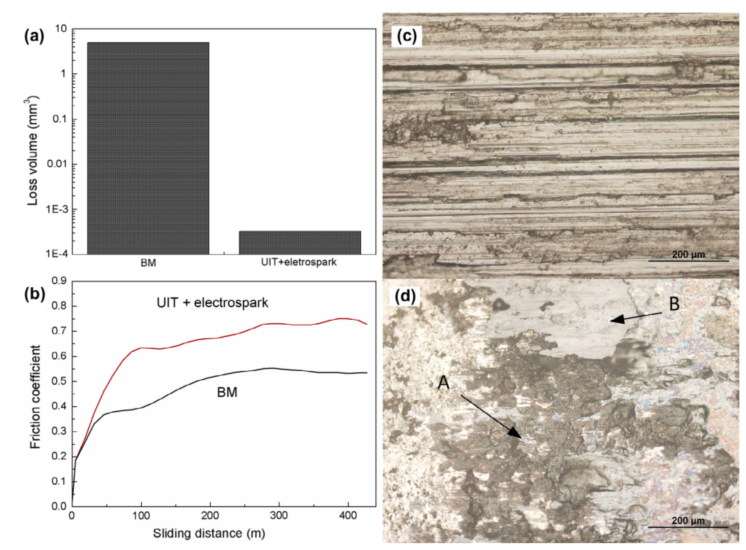 (a)
10
1
0.1
0.01
1E-3
1E-4
Loss volume (mm³)
BM
UIT+eletrospark
(b)
0.9
0.8
0.7
0.6
0.5
0.4
0.3
0.2
0.1
0.0
Friction coefficient
UIT + electrospark
BM
0
100
200
300
400
Sliding distance (m)
(c)
200 µm
(d)
B
A
200 µm